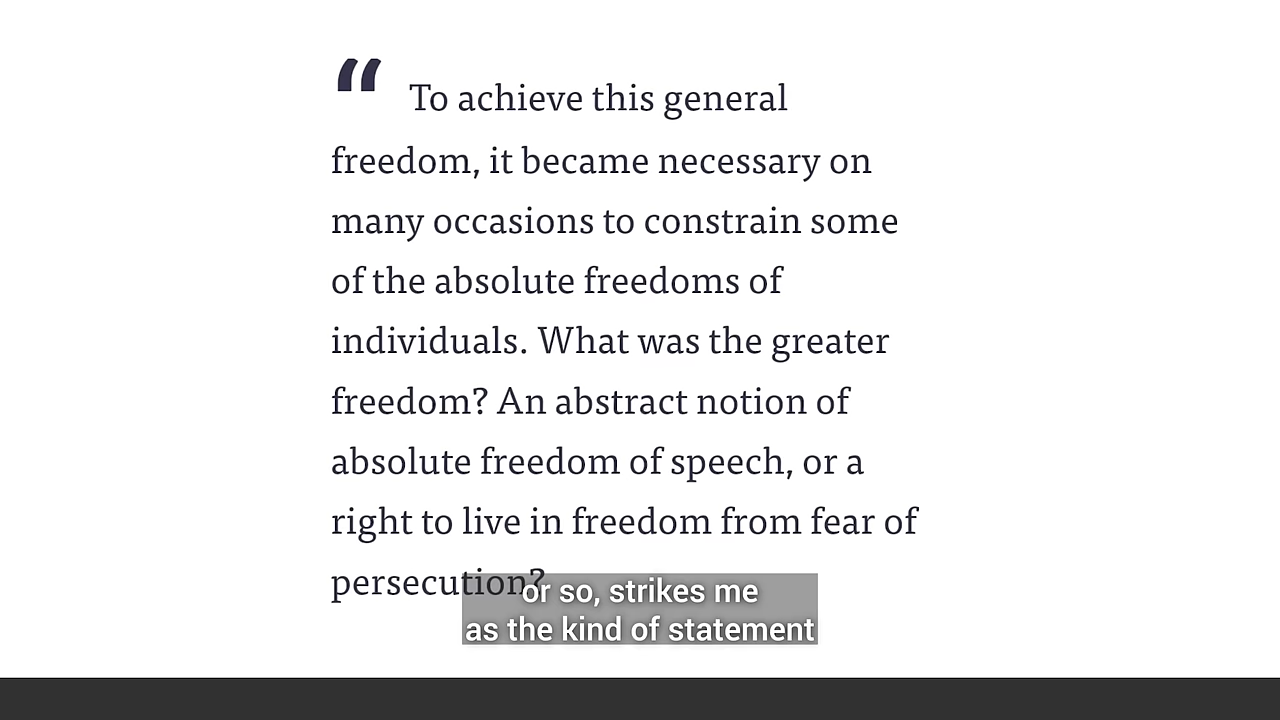 “ To achieve this general
freedom, it became necessary on
many occasions to constrain some
of the absolute freedoms of
individuals. What was the greater
freedom? An abstract notion of
absolute freedom of speech, or a
right to live in freedom from fear of
persecution?
or so, strikes me
as the kind of statement